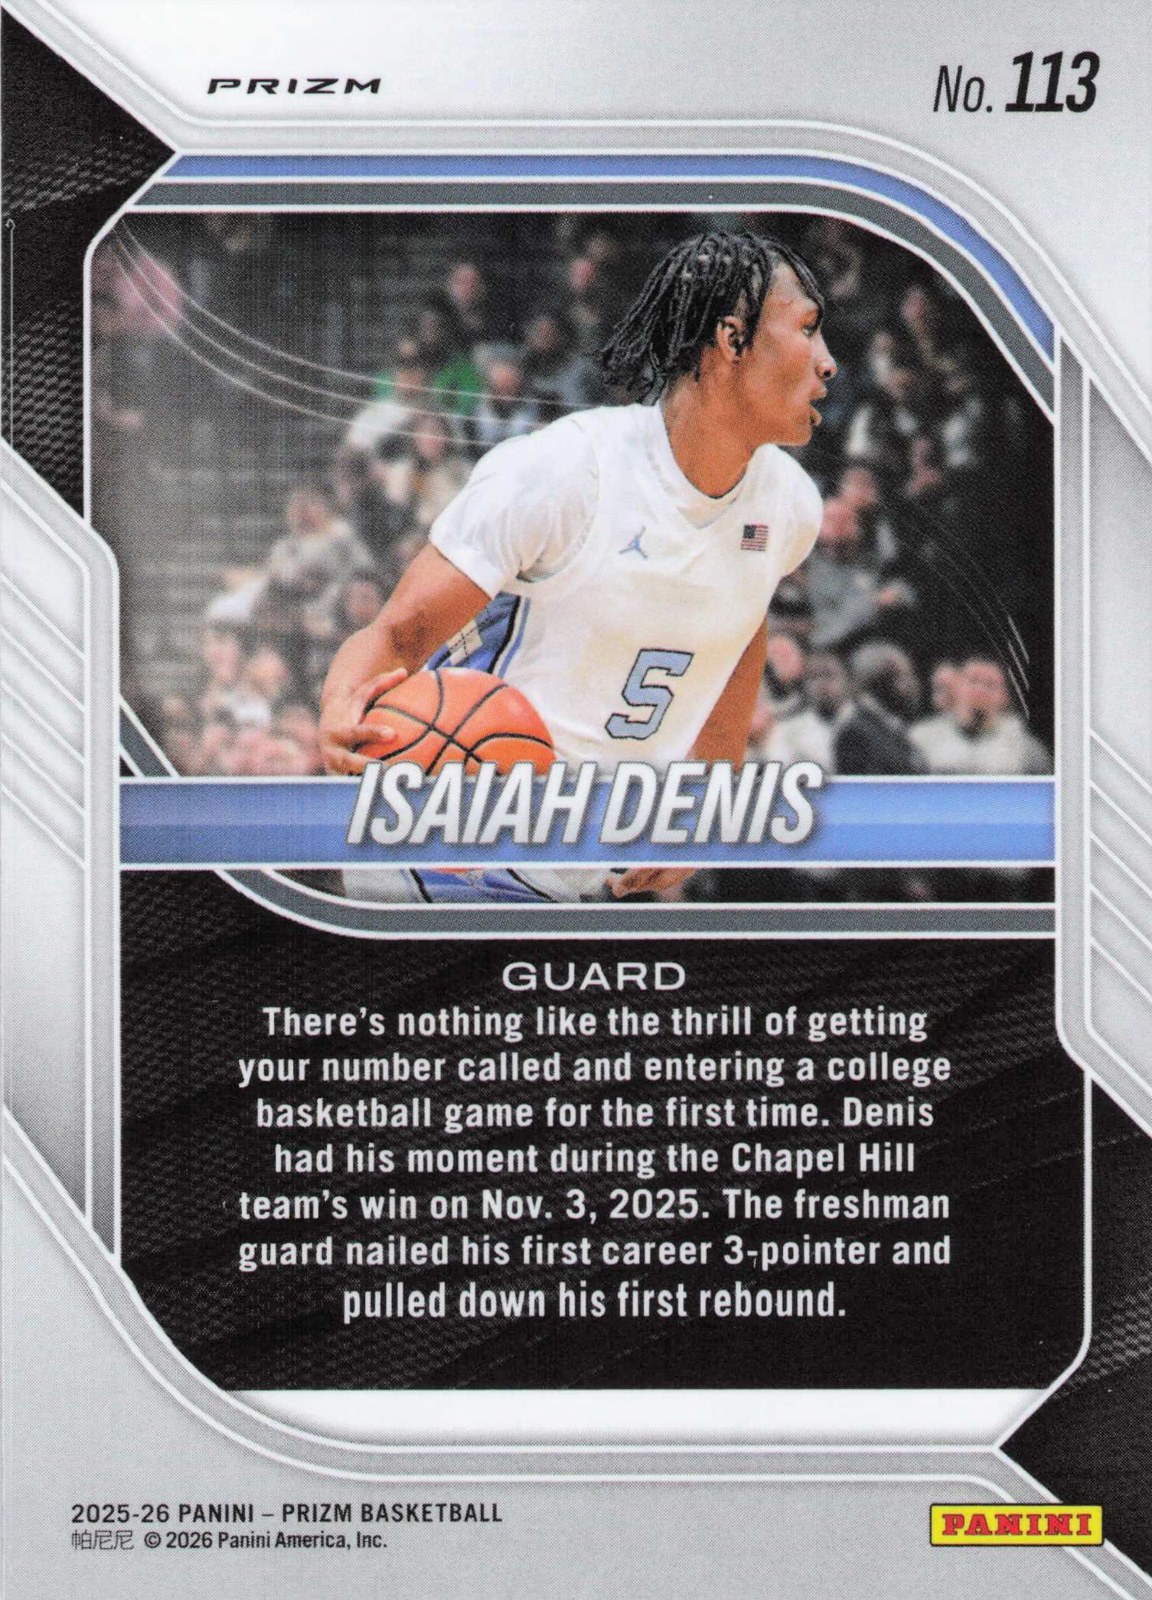 PRIZM
No. 113
5
ISAIAH DENIS
GUARD
There's nothing like the thrill of getting
your number called and entering a college
basketball game for the first time. Denis
had his moment during the Chapel Hill
team's win on Nov. 3, 2025. The freshman
guard nailed his first career 3-pointer and
pulled down his first rebound.
2025-26 PANINI – PRIZM BASKETBALL
帕尼尼 © 2026 Panini America, Inc.
PANINI